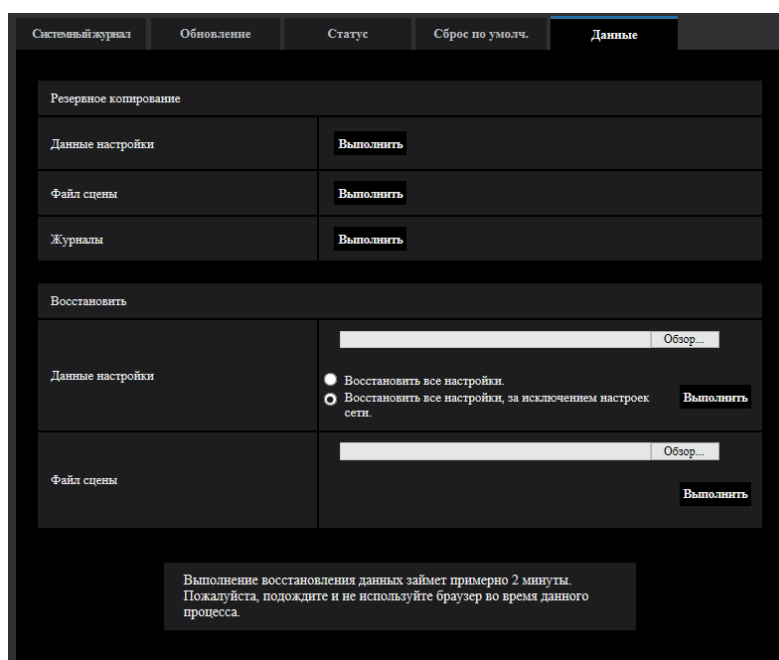 Системный журнал Обновление Статус Сброс по умолч. Данные
Резервное копирование
Данные настройки Выполнить
Файл сцены Выполнить
Журналы Выполнить
Восстановить
Обзор...
Данные настройки
Восстановить все настройки.
Восстановить все настройки, за исключением настроек Выполнить
сети.
Обзор...
Файл сцены
Выполнить
Выполнение восстановления данных займет примерно 2 минуты.
Пожалуйста, подождите и не используйте браузер во время данного
процесса.